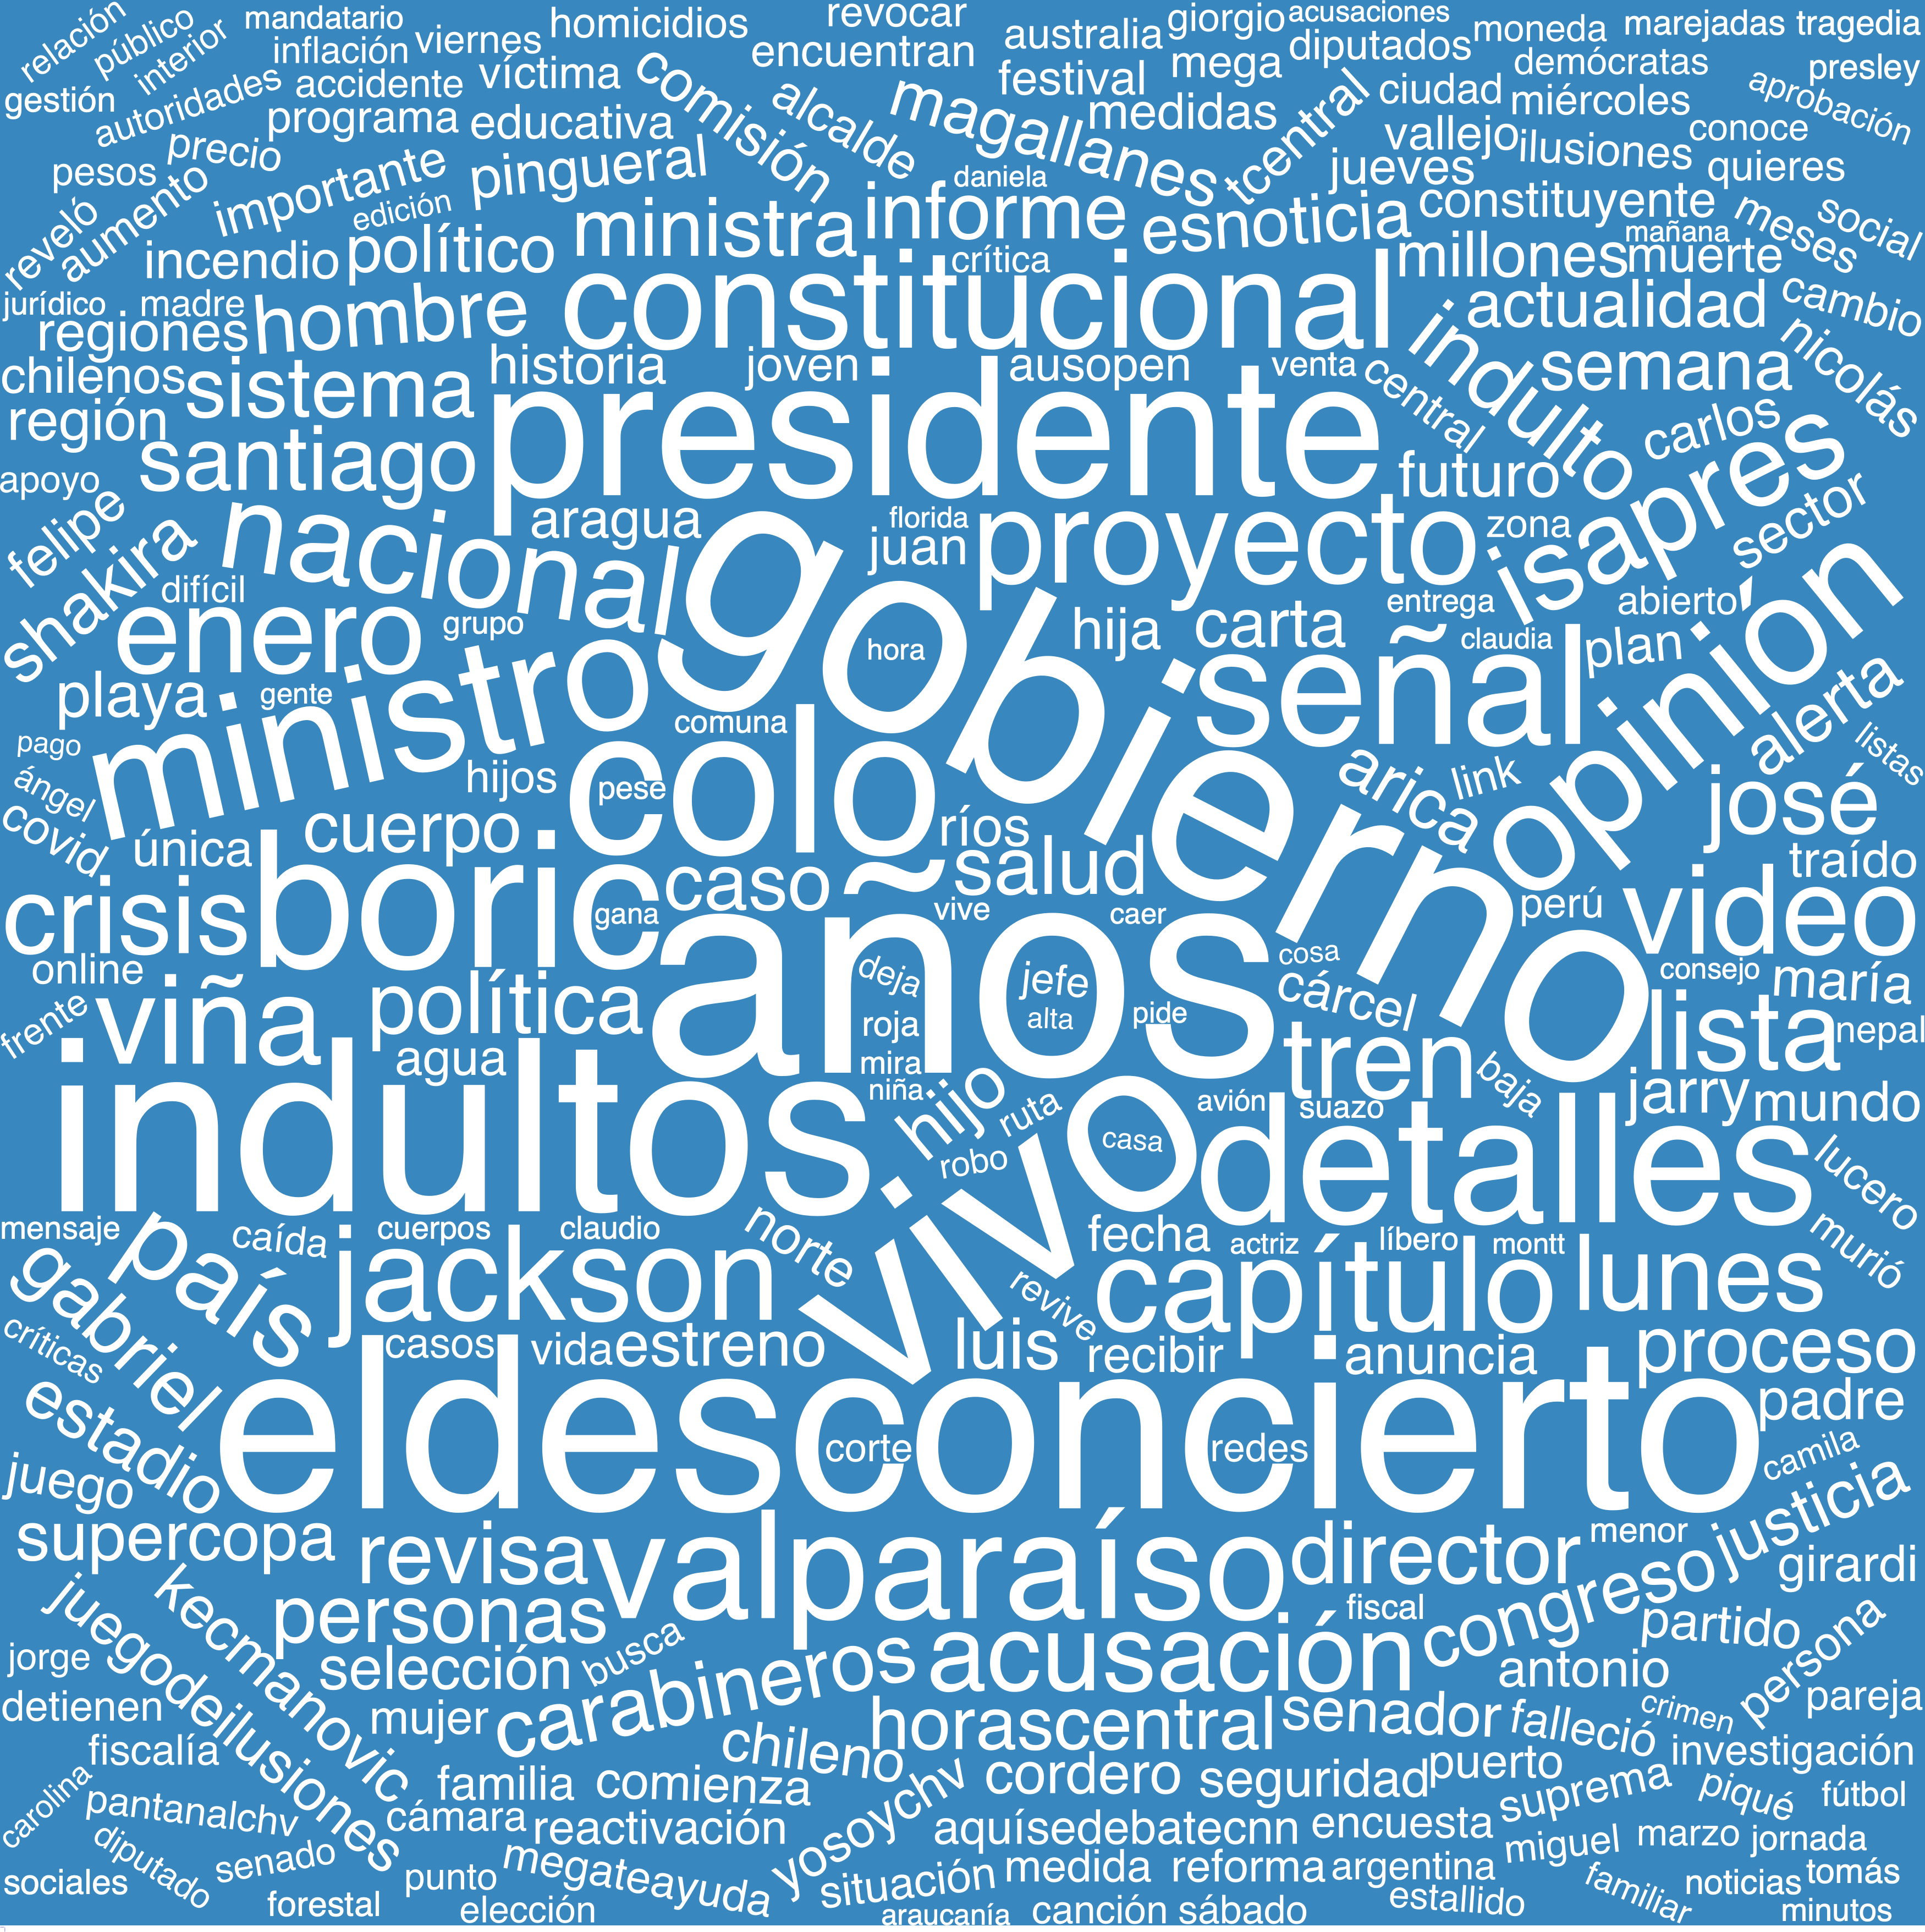 relación
público
interior
mandatario
inflación
viernes
homicidios
revocar
encuentran
australia
giorgio
acusaciones
diputados
moneda
marejadas
tragedia
gestión
autoridades
accidente
víctima
comisión
alcalde
festival
mega
demócratas
presley
aprobación
programa
educativa
magallanes
medidas
tcentral
ciudad
miércoles
vallejo
ilusiones
conoce
quieres
pesos
precio
aumento
importante
edición
pingueral
daniela
jueves
constituyente
meses
social
mañana
reveló
incendio
político
ministra
informe
esnoticia
crítica
millones
muerte
cambio
jurídico
madre
regiones
hombre
constitucional
indulto
actualidad
nicolás
chilenos
sistema
historia
joven
ausopen
venta
central
semana
región
santiago
presidente
futuro
carlos
isapres
sector
apoyo
felipe
shakira
nacional
aragua
florida
juan
proyecto
zona
difícil
enero
grupo
gobierno
hora
hija
carta
entrega
claudia
abierto
plan
opinión
señal
alerta
listas
playa
gente
ministro
comuna
pago
ángel
covid
hijos
pese
colo
arica
link
josé
única
cuerpo
ríos
salud
traído
crisis
boric
gana
caso
vive
caer
perú
video
online
años
deja
jefe
alta
pide
cosa
cárcel
consejo
maría
frente
viña
política
roja
lista
nepal
agua
mira
niña
tren
baja
jarry
mundo
indultos
hijo
ruta
robo
vivo
casa
avión
suazo
detalles
lucero
murió
mensaje
país
caída
cuerpos
claudio
norte
fecha
actriz
líbero
montt
gabriel
jackson
revive
capítulo
lunes
críticas
casos
vida
estreno
luis
recibir
anuncia
proceso
estadio
eldesconcierto
corte
redes
padre
camila
juego
justicia
supercopa
revisa
valparaíso
director
menor
girardi
kecmanovic
juegodeilusiones
personas
fiscal
congreso
partido
persona
jorge
selección
busca
carabineros
acusación
antonio
detienen
mujer
horascentral
senador
falleció
crimen
pareja
fiscalía
chileno
investigación
carolina
familia
comienza
cordero
seguridad
puerto
suprema
piqué
fútbol
pantanalchv
cámara
reactivación
yosoychv
aquísedebatecnn
encuesta
miguel
marzo
jornada
diputado
senado
sociales
punto
megateayuda
situación
medida
reforma
argentina
familiar
noticias
tomás
forestal
elección
araucanía
canción
sábado
estallido
minutos